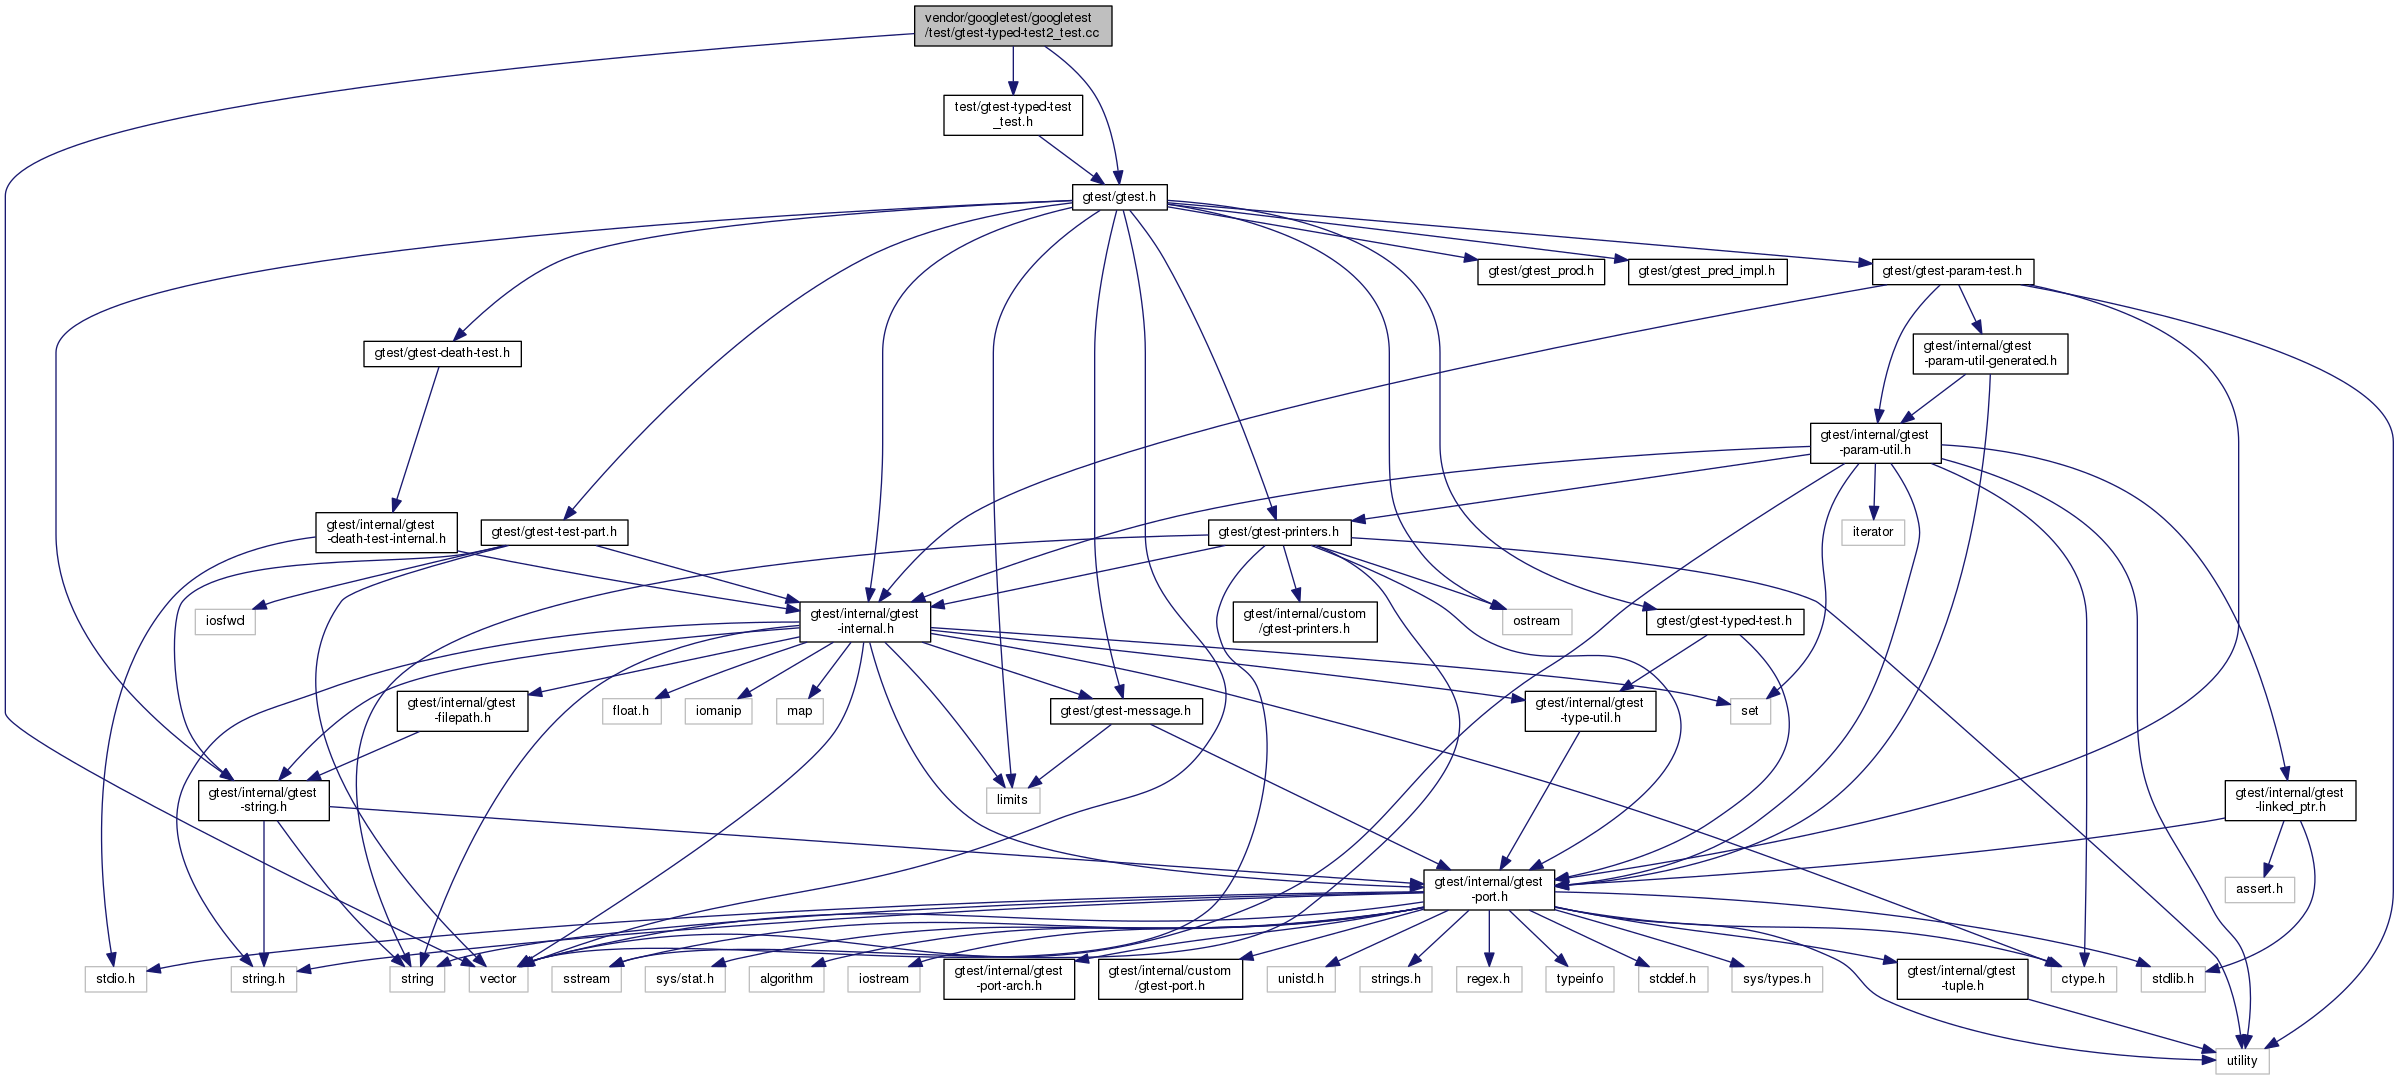 vendor/googletest/googletest
/test/gtest-typed-test2_test.cc
test/gtest-typed-test
_test.h
gtest/gtest.h
gtest/gtest_prod.h
gtest/gtest_pred_impl.h
gtest/gtest-param-test.h
gtest/gtest-death-test.h
gtest/internal/gtest
-param-util-generated.h
gtest/internal/gtest
-param-util.h
gtest/internal/gtest
-death-test-internal.h
gtest/gtest-test-part.h
gtest/gtest-printers.h
iterator
iosfwd
gtest/internal/gtest
-internal.h
gtest/internal/custom
/gtest-printers.h
ostream
gtest/gtest-typed-test.h
gtest/internal/gtest
-filepath.h
float.h
iomanip
map
gtest/gtest-message.h
gtest/internal/gtest
-type-util.h
set
gtest/internal/gtest
-string.h
limits
gtest/internal/gtest
-linked_ptr.h
gtest/internal/gtest
-port.h
assert.h
stdio.h
string.h
string
vector
sstream
sys/stat.h
algorithm
iostream
gtest/internal/gtest
-port-arch.h
gtest/internal/custom
/gtest-port.h
unistd.h
strings.h
regex.h
typeinfo
stddef.h
sys/types.h
gtest/internal/gtest
-tuple.h
ctype.h
stdlib.h
utility